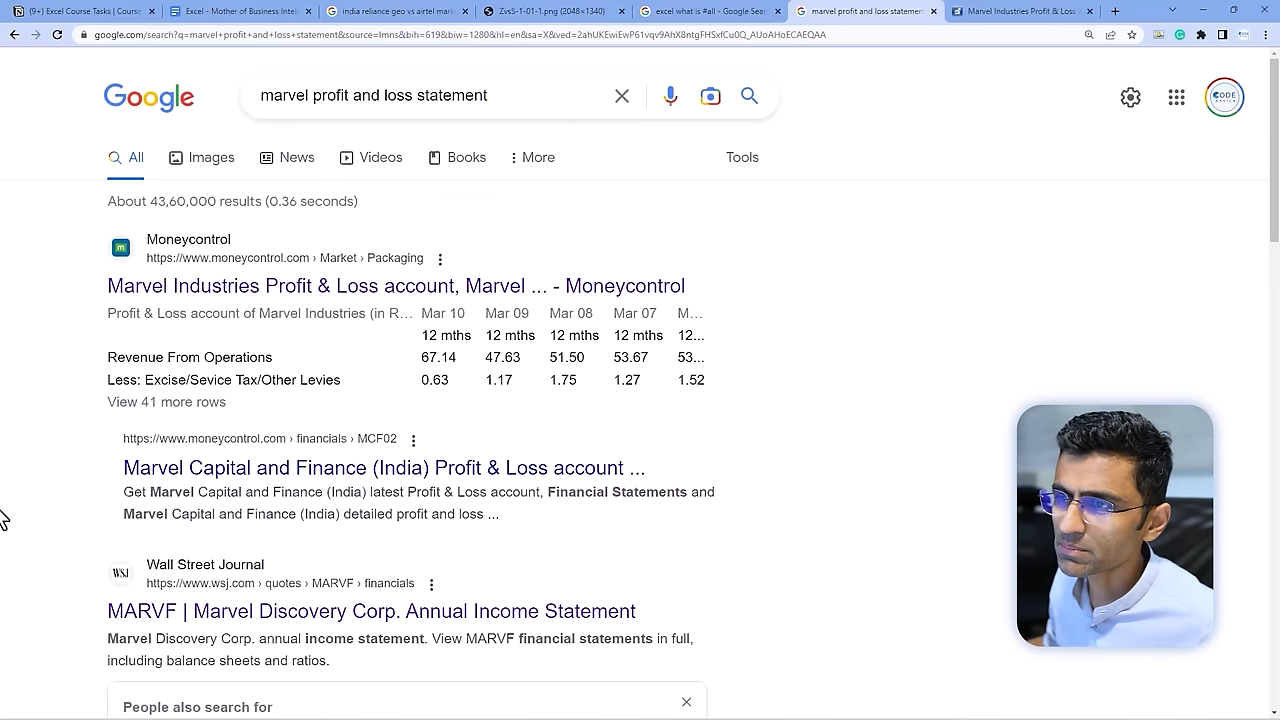 (9+) Excel Course Tasks | Course
Excel - Mother of Business Intel
india reliance geo vs airtel mark
ZvsS-1-01-1.png (2048×1340)
excel what is #all - Google Sear
marvel profit and loss statemen
Marvel Industries Profit & Loss
google.com/search?q=marvel+profit+and+loss+statement&source=lmns&bih=619&biw=1280&hl=en&sa=X&ved=2ahUKEwiEwP61vqv9AhX8ntgFHSxfCu0Q_AUoAHoECAEQAA
Google
marvel profit and loss statement
CODE
BASICS
All
Images
News
Videos
Books
More
Tools
About 43,60,000 results (0.36 seconds)
Moneycontrol
https://www.moneycontrol.com › Market › Packaging
Marvel Industries Profit & Loss account, Marvel ... - Moneycontrol
Profit & Loss account of Marvel Industries (in R... Mar 10 Mar 09 Mar 08 Mar 07 M...
12 mths 12 mths 12 mths 12 mths 12...
Revenue From Operations 67.14 47.63 51.50 53.67 53...
Less: Excise/Sevice Tax/Other Levies 0.63 1.17 1.75 1.27 1.52
View 41 more rows
https://www.moneycontrol.com › financials › MCF02
Marvel Capital and Finance (India) Profit & Loss account ...
Get Marvel Capital and Finance (India) latest Profit & Loss account, Financial Statements and
Marvel Capital and Finance (India) detailed profit and loss ...
WSJ
Wall Street Journal
https://www.wsj.com › quotes › MARVF › financials
MARVF | Marvel Discovery Corp. Annual Income Statement
Marvel Discovery Corp. annual income statement. View MARVF financial statements in full,
including balance sheets and ratios.
People also search for